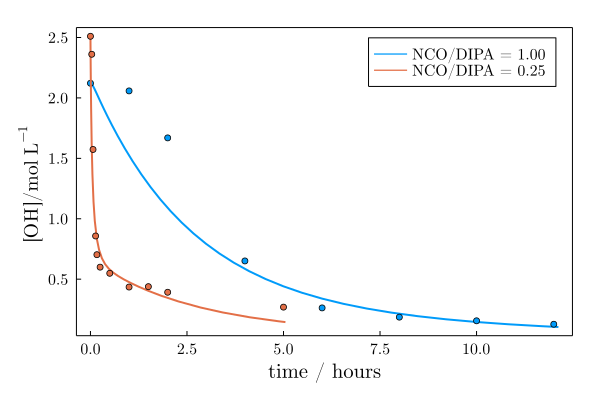 2.5
2.0
1.5
1.0
0.5
[OH]/mol L⁻¹
NCO/DIPA = 1.00
NCO/DIPA = 0.25
0.0 2.5 5.0 7.5 10.0
time / hours